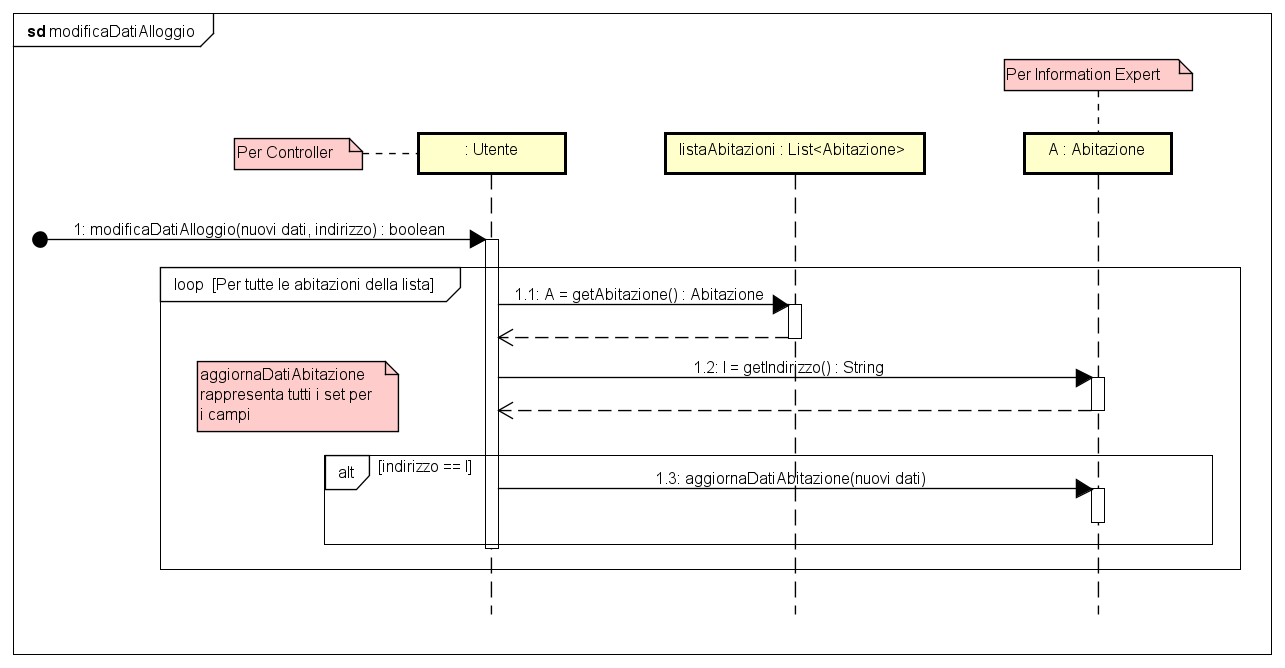 sd modificaDatiAlloggio
Per Information Expert
Per Controller
: Utente
listaAbitazioni : List<Abitazione>
A : Abitazione
1: modificaDatiAlloggio(nuovi dati, indirizzo) : boolean
loop [Per tutte le abitazioni della lista]
1.1: A = getAbitazione() : Abitazione
1.2: I = getIndirizzo() : String
aggiornaDatiAbitazione
rappresenta tutti i set per
i campi
alt [indirizzo == I]
1.3: aggiornaDatiAbitazione(nuovi dati)